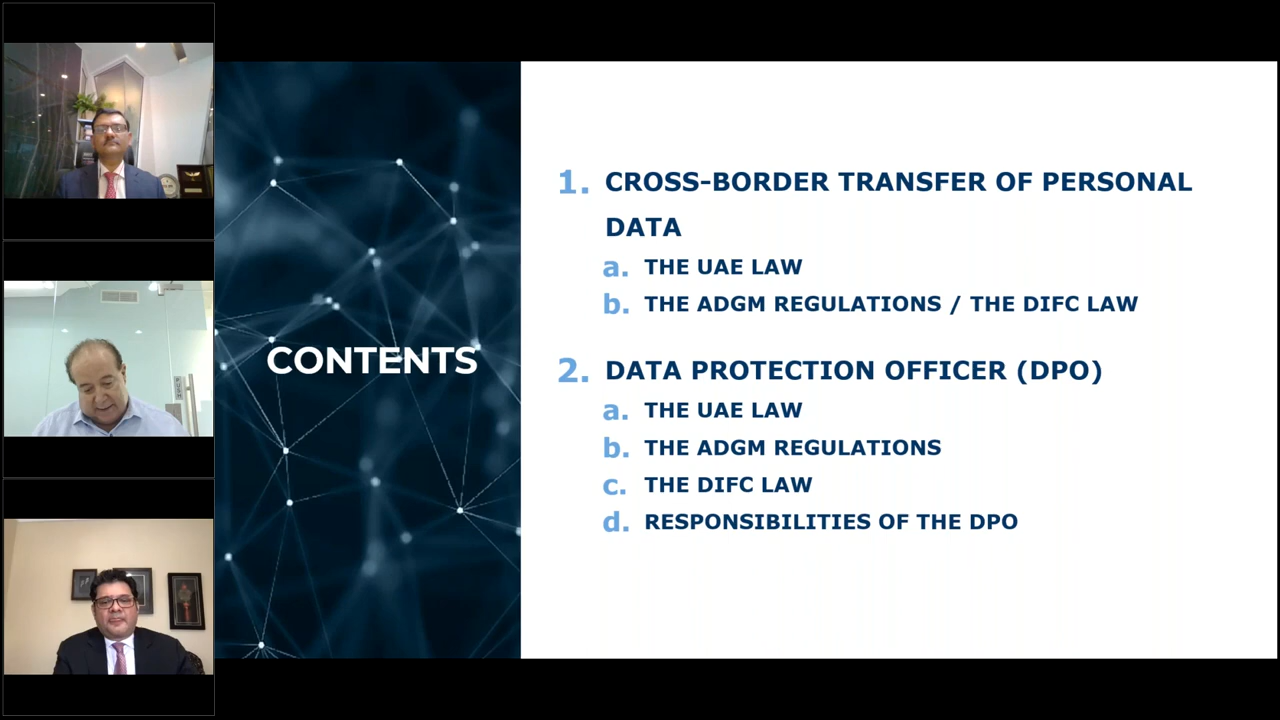 CONTENTS
1. CROSS-BORDER TRANSFER OF PERSONAL
DATA
a. THE UAE LAW
b. THE ADGM REGULATIONS / THE DIFC LAW
2. DATA PROTECTION OFFICER (DPO)
a. THE UAE LAW
b. THE ADGM REGULATIONS
c. THE DIFC LAW
d. RESPONSIBILITIES OF THE DPO